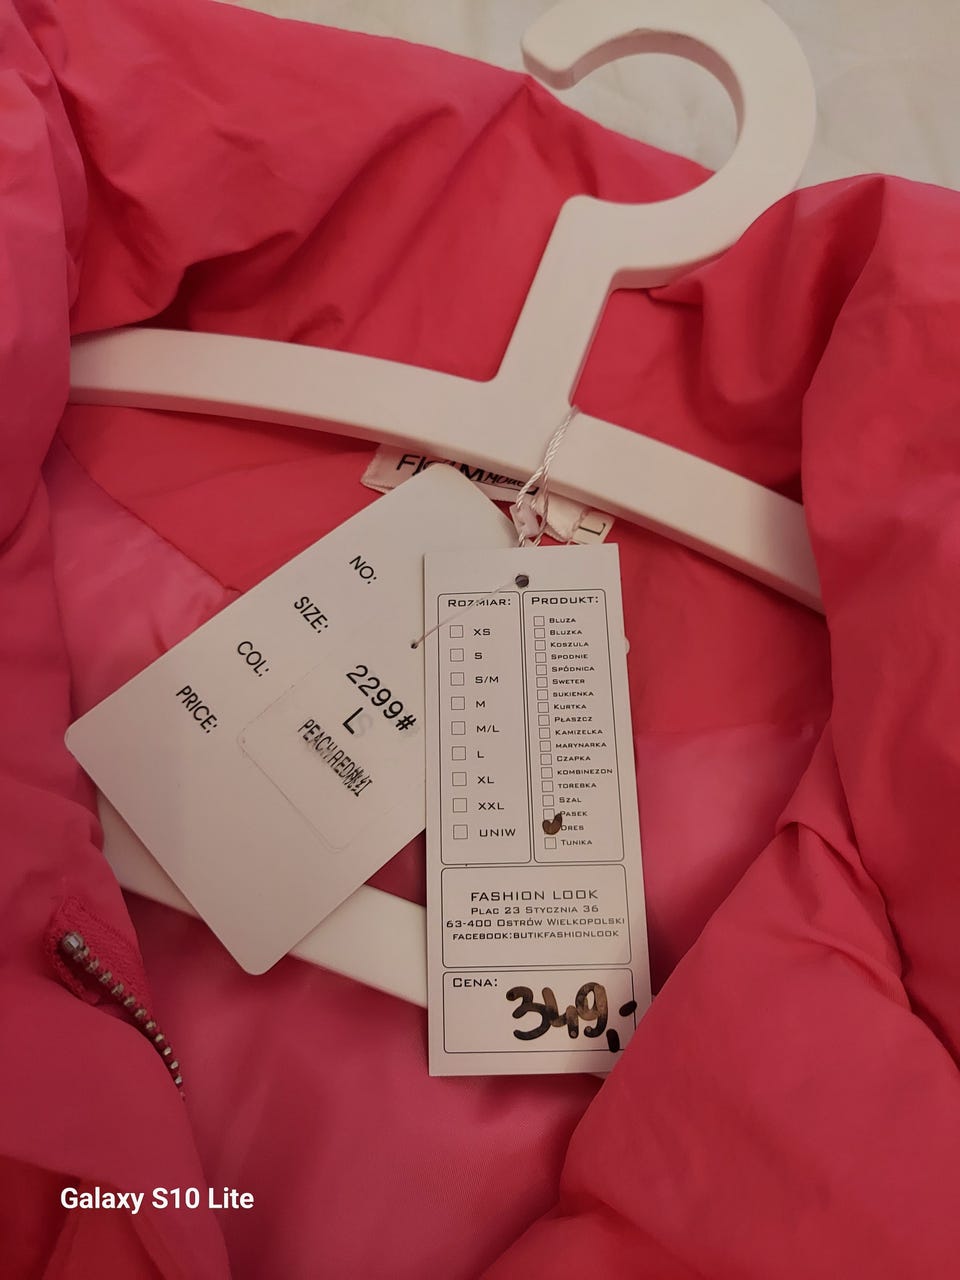 L
NO:
SIZE:
COL:
PRICE:
2299#
L
ROZMIAR:
XS
S
S/M
M
M/L
L
XL
XXL
UNIW
PRODUKT:
BLUZA
BLUZKA
KOSZULA
SPODNIE
SPÓDNICA
SWETER
SUKIENKA
KURTKA
PŁASZCZ
KAMIZELKA
MARYNARKA
CZAPKA
KOMBINEZON
TOREBKA
SZAL
PASEK
DRES
TUNIKA
FASHION LOOK
PLAC 23 STYCZNIA 36
63-400 OSTRÓW WIELKOPOLSKI
FACEBOOK:BUTIKFASHIONLOOK
CENA:
349,-
Galaxy S10 Lite